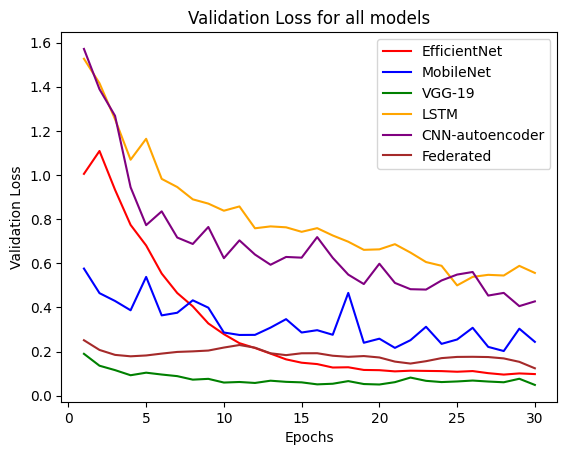 Validation Loss for all models
EfficientNet
MobileNet
VGG-19
LSTM
CNN-autoencoder
Federated
Validation Loss
1.6
1.4
1.2
1.0
0.8
0.6
0.4
0.2
0.0
0 5 10 15 20 25 30
Epochs